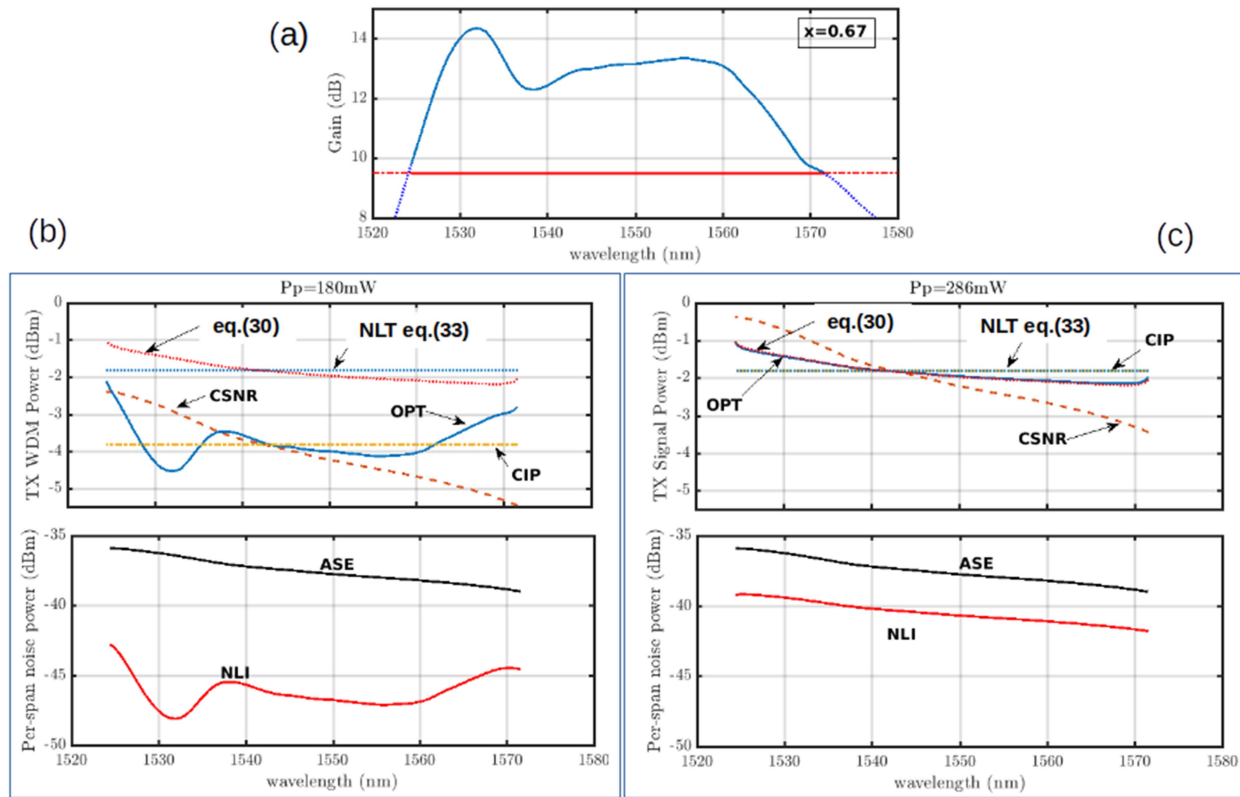 (a)
x=0.67
14
12
10
8
Gain (dB)
1520 1530 1540 1550 1560 1570 1580
wavelength (nm)
(b)
Pp=180mW
0
-1
-2
-3
-4
-5
TX WDM Power (dBm)
eq.(30)
NLT eq.(33)
CSNR
OPT
CIP
-35
-40
-45
-50
Per-span noise power (dBm)
ASE
NLI
1520 1530 1540 1550 1560 1570 1580
wavelength (nm)
(c)
Pp=286mW
0
-1
-2
-3
-4
-5
TX Signal Power (dBm)
eq.(30)
NLT eq.(33)
CIP
OPT
CSNR
-35
-40
-45
-50
Per-span noise power (dBm)
ASE
NLI
1520 1530 1540 1550 1560 1570 1580
wavelength (nm)